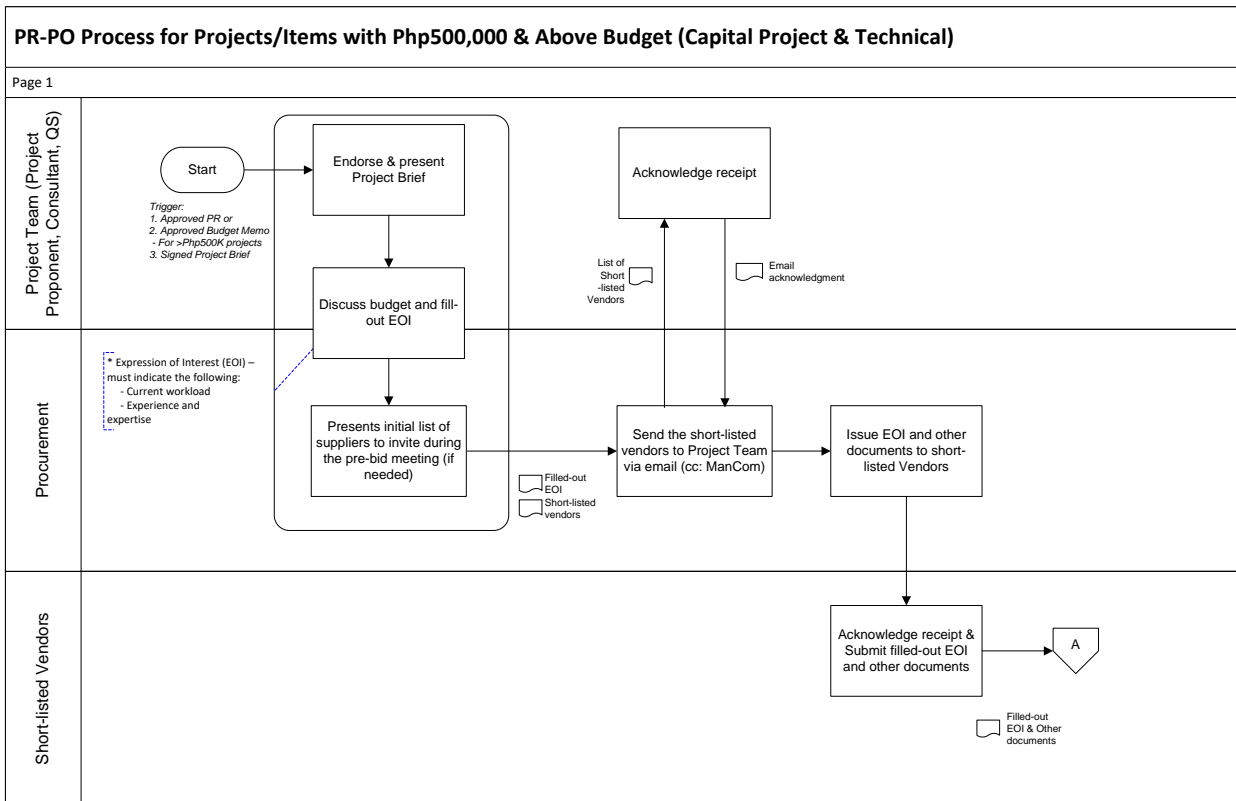 PR-PO Process for Projects/Items with Php500,000 & Above Budget (Capital Project & Technical)
Page 1
Project Team (Project
Proponent, Consultant, QS)
Start
Trigger:
1. Approved PR or
2. Approved Budget Memo
- For >Php500K projects
3. Signed Project Brief
Endorse & present
Project Brief
Discuss budget and fill-
out EOI
Acknowledge receipt
List of
Short
-listed
Vendors
Email
acknowledgment
Procurement
* Expression of Interest (EOI) –
must indicate the following:
- Current workload
- Experience and
expertise
Presents initial list of
suppliers to invite during
the pre-bid meeting (if
needed)
Filled-out
EOI
Short-listed
vendors
Send the short-listed
vendors to Project Team
via email (cc: ManCom)
Issue EOI and other
documents to short-
listed Vendors
Short-listed Vendors
Acknowledge receipt &
Submit filled-out EOI
and other documents
A
Filled-out
EOI & Other
documents